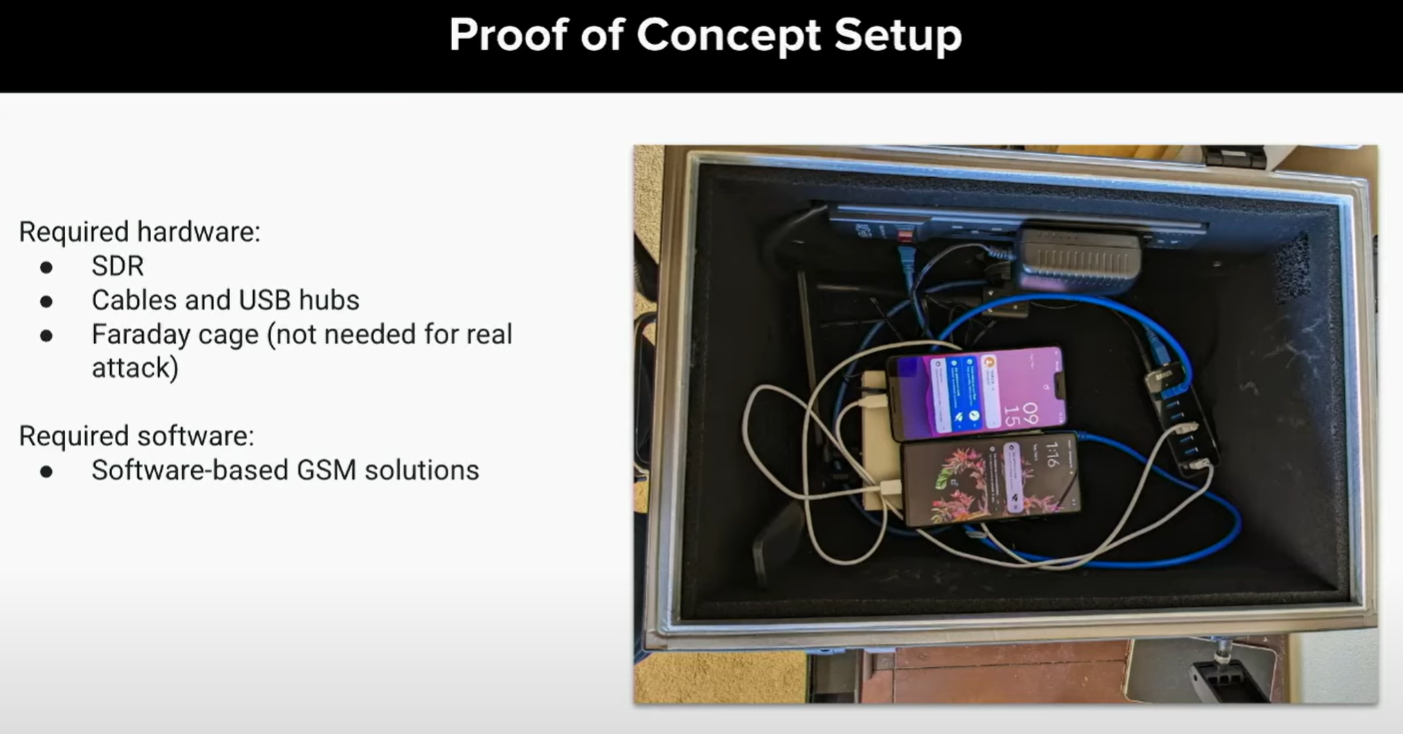 Proof of Concept Setup
Required hardware:
● SDR
● Cables and USB hubs
● Faraday cage (not needed for real
attack)
Required software:
● Software-based GSM solutions
09
15
1:16